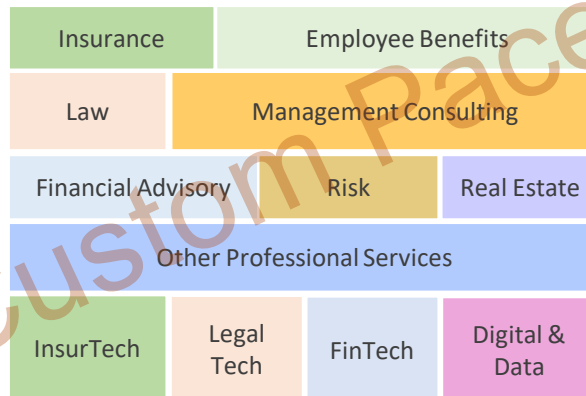 Insurance
Employee Benefits
Law
Management Consulting
Financial Advisory
Risk
Real Estate
Other Professional Services
InsurTech
Legal
Tech
FinTech
Digital &
Data
Custom Pace